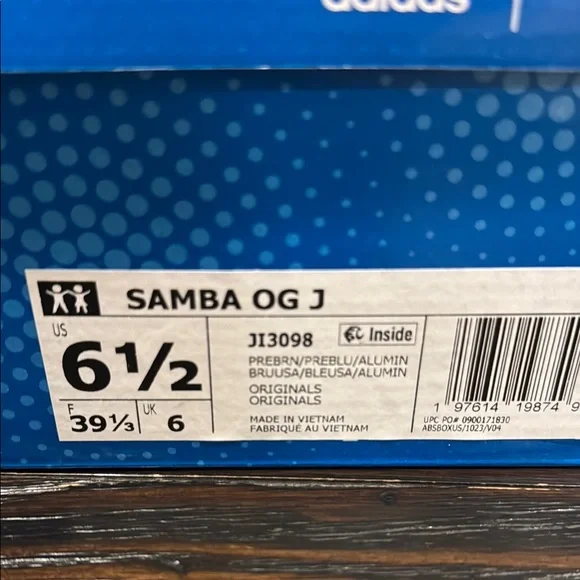 adidas
SAMBA OG J
US
6½
F
39⅓
UK
6
JI3098
Inside
PREBRN/PREBLU/ALUMIN
BRUUSA/BLEUSA/ALUMIN
ORIGINALS
ORIGINALS
MADE IN VIETNAM
FABRIQUÉ AU VIETNAM
1 97614 19874 9
UPC PO# 0900171830
ABSBOXUS/1023/V04